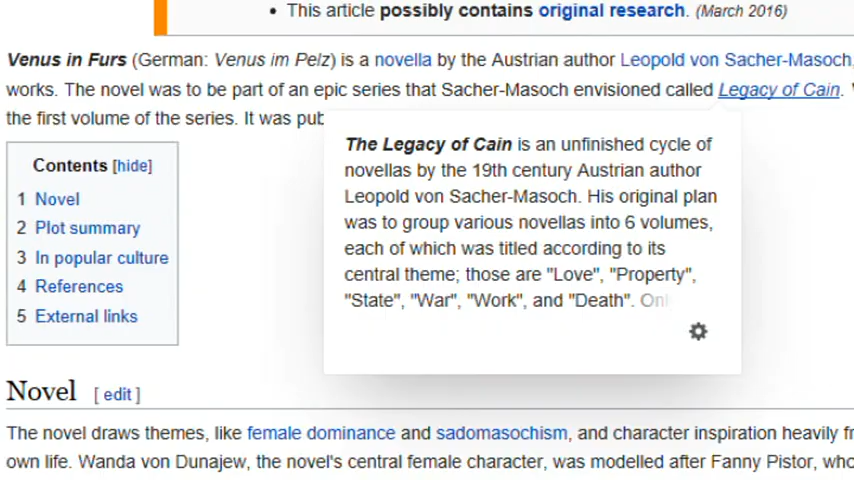 • This article possibly contains original research. (March 2016)
Venus in Furs (German: Venus im Pelz) is a novella by the Austrian author Leopold von Sacher-Masoch,
works. The novel was to be part of an epic series that Sacher-Masoch envisioned called Legacy of Cain.
the first volume of the series. It was pub
Contents [hide]
1 Novel
2 Plot summary
3 In popular culture
4 References
5 External links
The Legacy of Cain is an unfinished cycle of
novellas by the 19th century Austrian author
Leopold von Sacher-Masoch. His original plan
was to group various novellas into 6 volumes,
each of which was titled according to its
central theme; those are "Love", "Property",
"State", "War", "Work", and "Death". Onl
Novel [ edit ]
The novel draws themes, like female dominance and sadomasochism, and character inspiration heavily fr
own life. Wanda von Dunajew, the novel's central female character, was modelled after Fanny Pistor, who